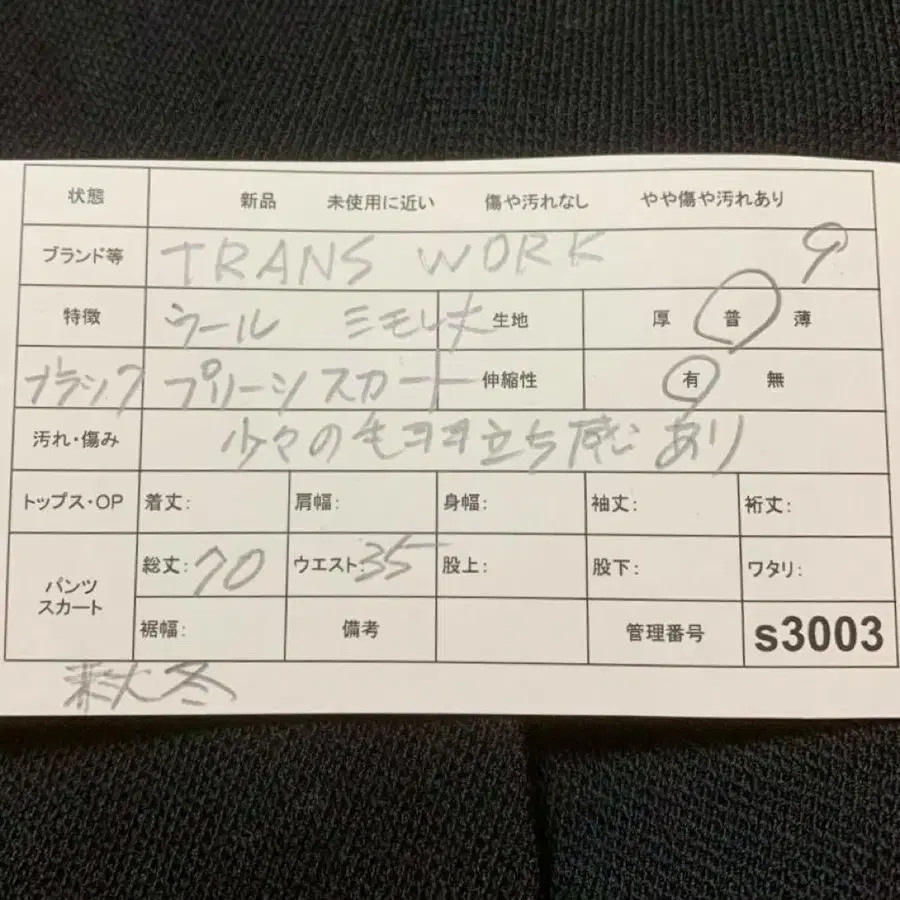 状態 新品 未使用に近い 傷や汚れなし やや傷や汚れあり
ブランド等 TRANS WORK 9
特徴 ウール ミモレ丈 生地 厚 普 薄
ブラック プリーツスカート 伸縮性 有 無
汚れ・傷み 少々の毛羽立ち感あり
トップス・OP 着丈: 肩幅: 身幅: 袖丈: 裄丈:
パンツ スカート 総丈: 70 ウエスト: 35 股上: 股下: ワタリ:
裾幅: 備考 管理番号 s3003
秋冬